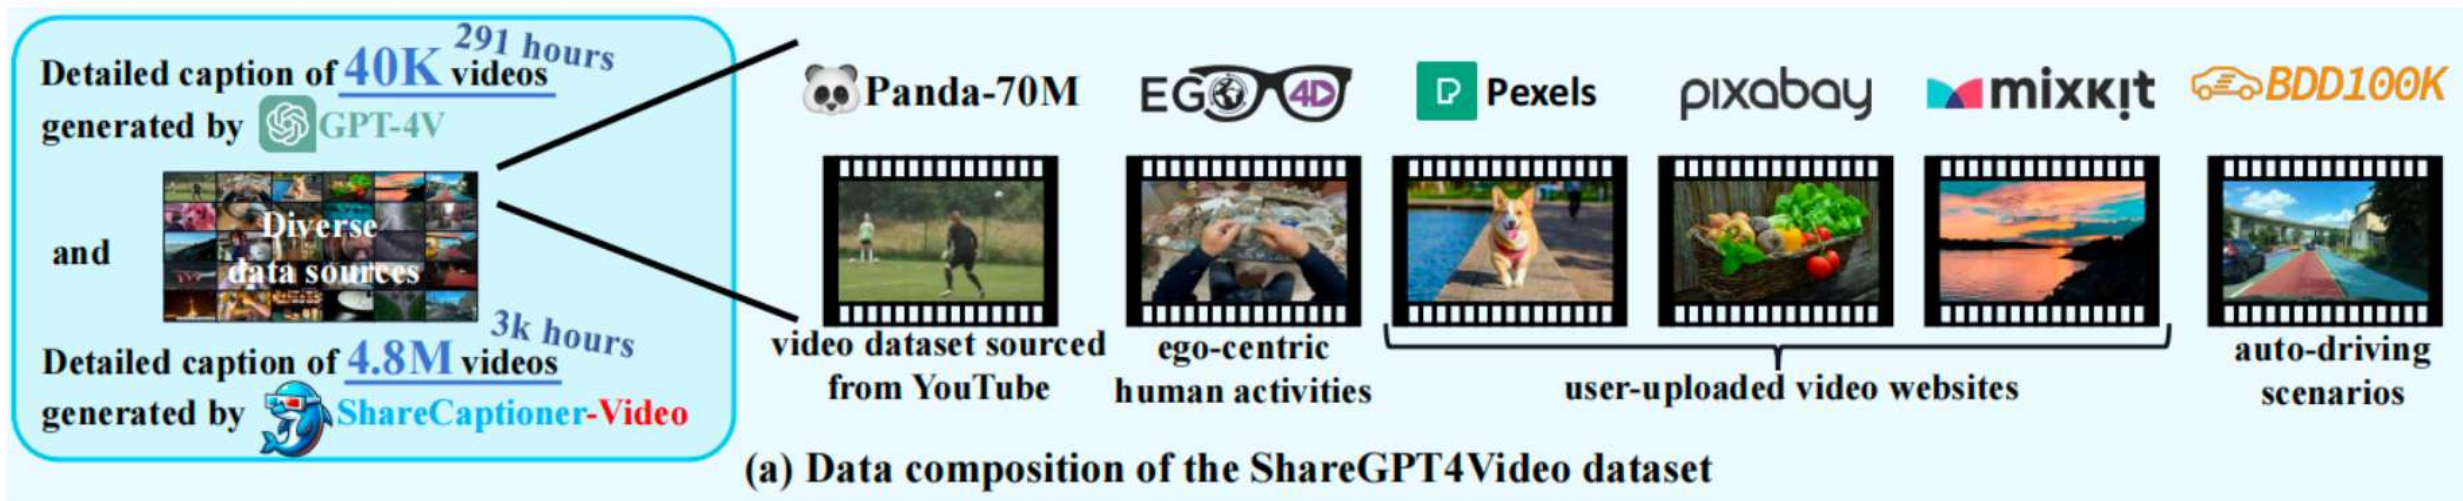 Detailed caption of 40K videos
291 hours
generated by GPT-4V
and
Diverse
data sources
3k hours
Detailed caption of 4.8M videos
generated by ShareCaptioner-Video
Panda-70M
EGO4D
Pexels
pixabay
mixkit
BDD100K
video dataset sourced
from YouTube
ego-centric
human activities
user-uploaded video websites
auto-driving
scenarios
(a) Data composition of the ShareGPT4Video dataset